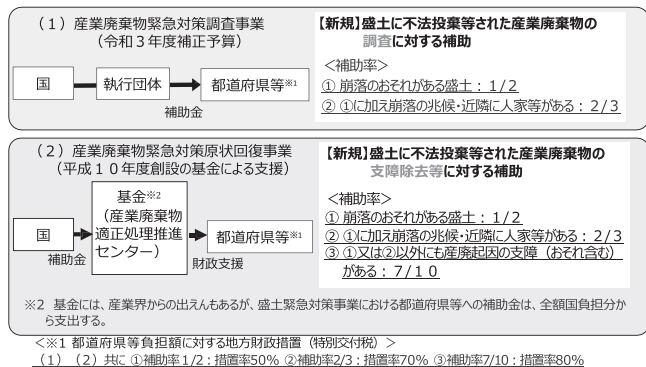 （1）産業廃棄物緊急対策調査事業
（令和３年度補正予算）
国
執行団体
都道府県等※1
補助金
【新規】盛土に不法投棄等された産業廃棄物の
調査に対する補助
＜補助率＞
① 崩落のおそれがある盛土：1/2
② ①に加え崩落の兆候・近隣に人家等がある：2/3
（2）産業廃棄物緊急対策原状回復事業
（平成１０年度創設の基金による支援）
国
補助金
基金※2
（産業廃棄物
適正処理推進
センター）
財政支援
都道府県等※1
【新規】盛土に不法投棄等された産業廃棄物の
支障除去等に対する補助
＜補助率＞
① 崩落のおそれがある盛土：1/2
② ①に加え崩落の兆候・近隣に人家等がある：2/3
③ ①又は②以外にも産廃起因の支障（おそれ含む）
がある：7/10
※2 基金には、産業界からの出えんもあるが、盛土緊急対策事業における都道府県等への補助金は、全額国負担分か
ら支出する。
＜※1 都道府県等負担額に対する地方財政措置（特別交付税）＞
（1）（2）共に ①補助率1/2：措置率50% ②補助率2/3：措置率70% ③補助率7/10：措置率80%